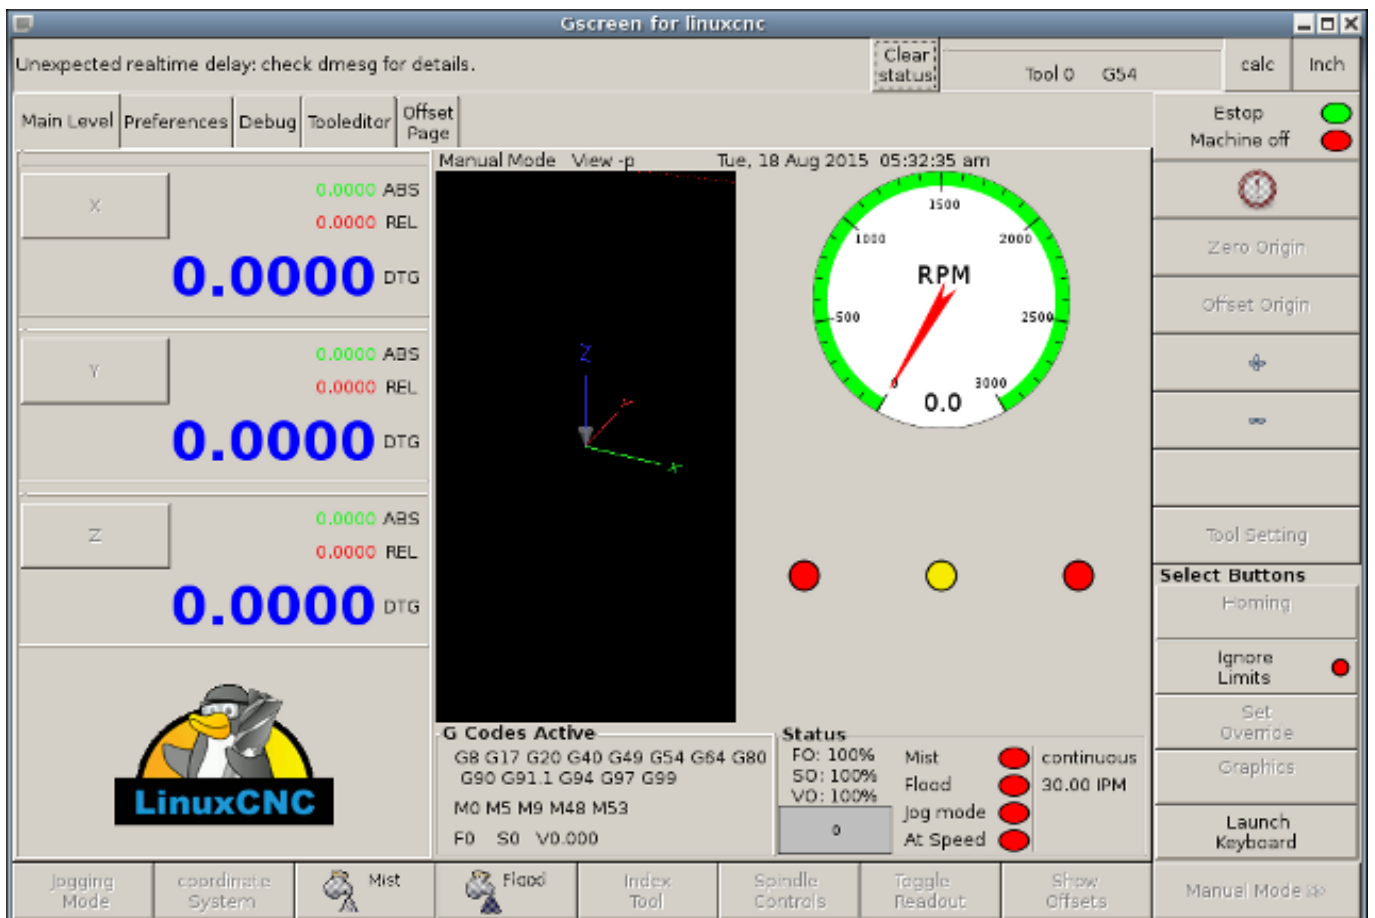 Gscreen for linuxcnc
Unexpected realtime delay: check dmesg for details.
Clear
status
Tool 0 G54
calc
Inch
Main Level
Preferences
Debug
Tooleditor
Offset
Page
Estop
Machine off
Manual Mode View -p
Tue, 18 Aug 2015 05:32:35 am
X
0.0000 ABS
0.0000 REL
0.0000 DTG
Y
0.0000 ABS
0.0000 REL
0.0000 DTG
Z
0.0000 ABS
0.0000 REL
0.0000 DTG
LinuxCNC
Z
Y
X
1500
1000
2000
RPM
500
2500
0
3000
0.0
Zero Origin
Offset Origin
Tool Setting
Select Buttons
Homing
Ignore
Limits
Set
Override
Graphics
Launch
Keyboard
G Codes Active
G8 G17 G20 G40 G49 G54 G64 G80
G90 G91.1 G94 G97 G99
M0 M5 M9 M48 M53
F0 S0 V0.000
Status
FO: 100%
SO: 100%
VO: 100%
0
Mist
Flood
Jog mode
At Speed
continuous
30.00 IPM
Jogging
Mode
coordinate
System
Mist
Flood
Index
Tool
Spindle
Controls
Toggle
Readout
Show
Offsets
Manual Mode